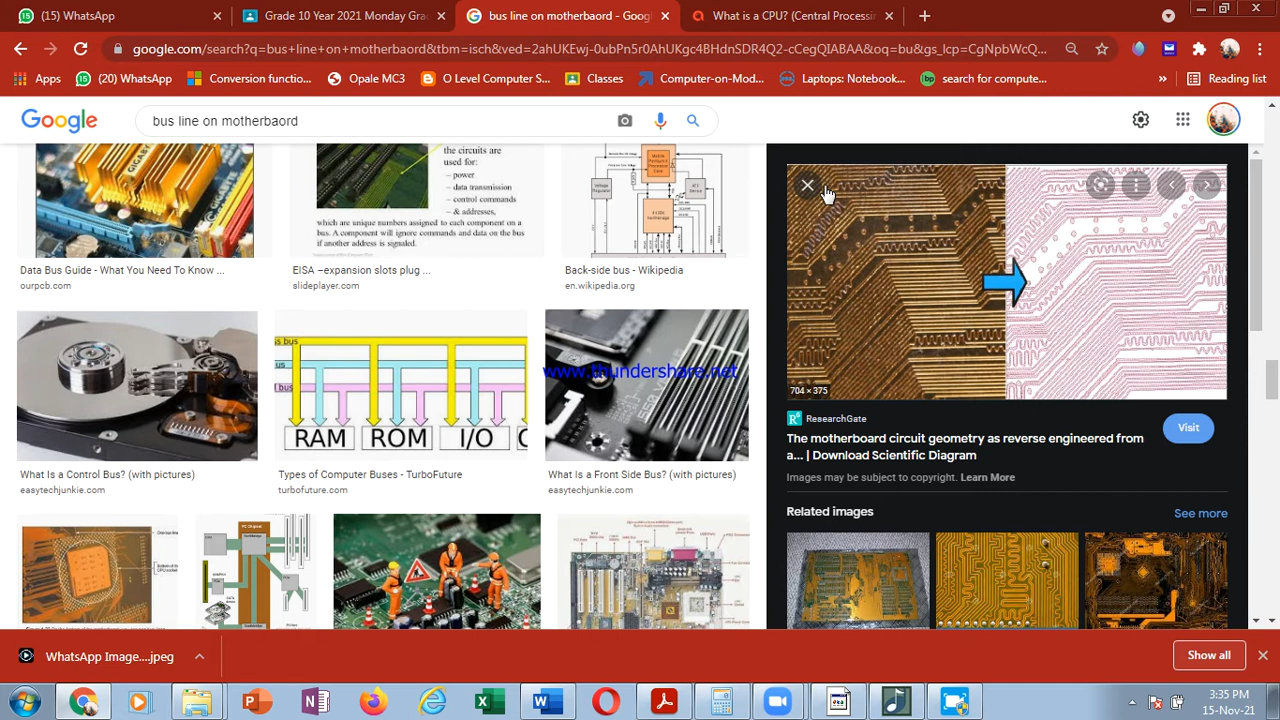 (15) WhatsApp
Grade 10 Year 2021 Monday Gra
bus line on motherbaord - Goog
What is a CPU? (Central Processin
google.com/search?q=bus+line+on+motherbaord&tbm=isch&ved=2ahUKEwj-0ubPn5r0AhUKgc4BHdnSDR4Q2-cCegQIABAA&oq=bu&gs_lcp=CgNpbWcQ...
Apps
(20) WhatsApp
Conversion functio...
Opale MC3
O Level Computer S...
Classes
Computer-on-Mod...
Laptops: Notebook...
search for compute...
»
Reading list
Google
bus line on motherbaord
the circuits are
used for:
– power
– data transmission
– control commands
– & addresses,
which are unique numbers assigned to each component on a
bus. A component will ignore commands and data on the bus
if another address is signaled.
Data Bus Guide - What You Need To Know ...
ourpcb.com
EISA –expansion slots plug ...
slideplayer.com
Back-side bus - Wikipedia
en.wikipedia.org
RAM
ROM
I/O
www.thundershare.net
What Is a Control Bus? (with pictures)
easytechjunkie.com
Types of Computer Buses - TurboFuture
turbofuture.com
What Is a Front Side Bus? (with pictures)
easytechjunkie.com
704 × 375
ResearchGate
The motherboard circuit geometry as reverse engineered from
a... | Download Scientific Diagram
Visit
Images may be subject to copyright. Learn More
Related images
See more
WhatsApp Image....jpeg
Show all
3:35 PM
15-Nov-21